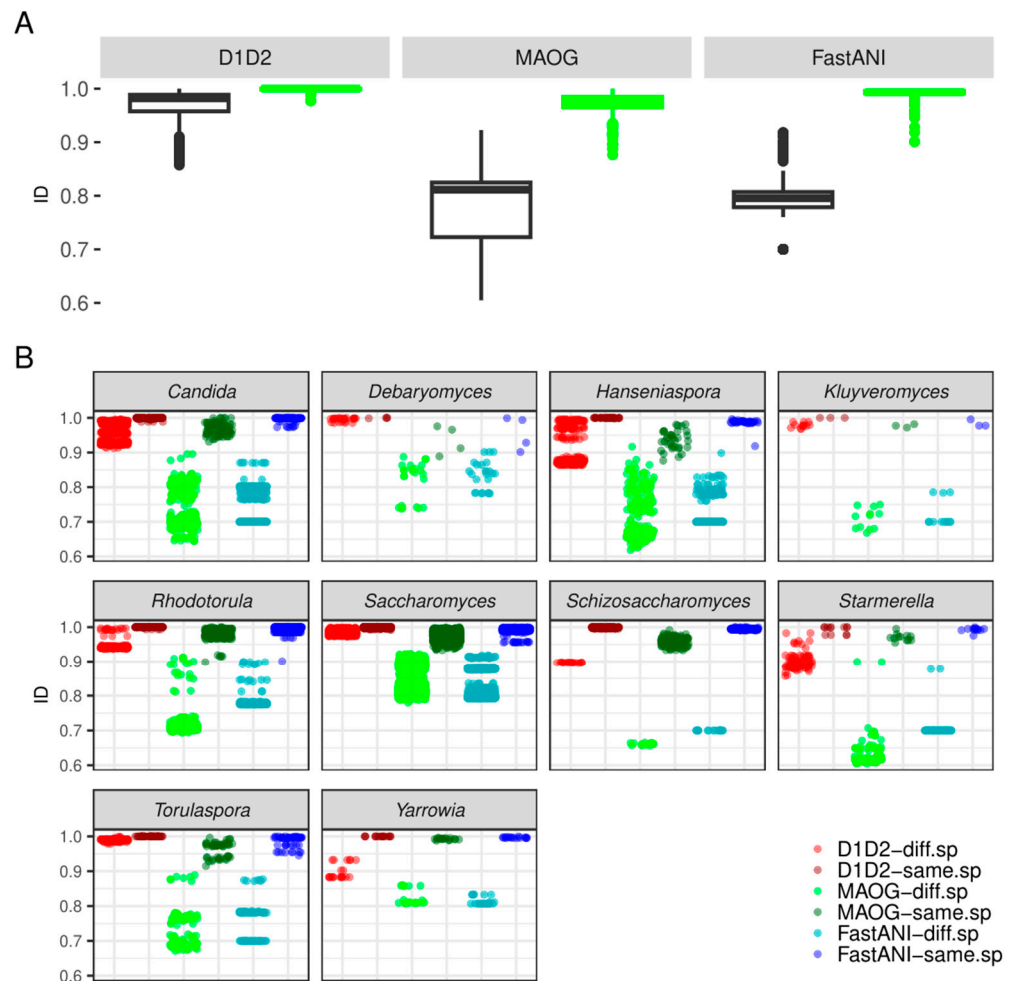 A
D1D2 MAOG FastANI
1.0
0.9
0.8
0.7
0.6
ID
B
Candida Debaryomyces Hanseniaspora Kluyveromyces
1.0
0.9
0.8
0.7
0.6
Rhodotorula Saccharomyces Schizosaccharomyces Starmerella
1.0
0.9
0.8
0.7
0.6
ID
Torulaspora Yarrowia
1.0
0.9
0.8
0.7
0.6
D1D2−diff.sp
D1D2−same.sp
MAOG−diff.sp
MAOG−same.sp
FastANI−diff.sp
FastANI−same.sp